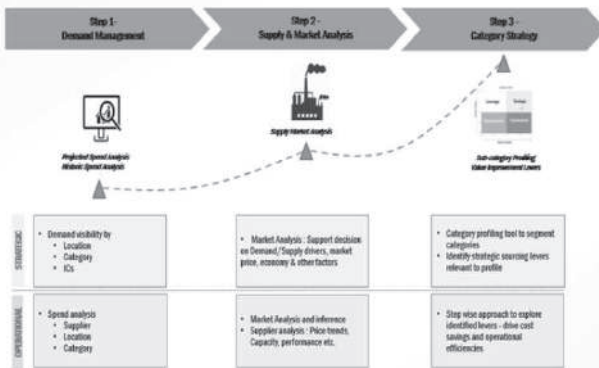 Step 1-
Demand Management
Step 2 -
Supply & Market Analysis
Step 3 -
Category Strategy
Projected Spend Analysis
Historic Spend Analysis
Supply Market Analysis
Sub-category Profiling
Value Improvement Levers
STRATEGIC
• Demand visibility by
• Location
• Category
• ICs
• Market Analysis : Support decision
on Demand/Supply drivers, market
price, economy & other factors
• Category profiling tool to segment
categories
• Identify strategic sourcing levers
relevant to profile
OPERATIONAL
• Spend analysis
• Supplier
• Location
• Category
• Market Analysis and inference
• Supplier analysis : Price trends,
Capacity, performance etc.
• Step wise approach to explore
identified levers - drive cost
savings and operational
efficiencies